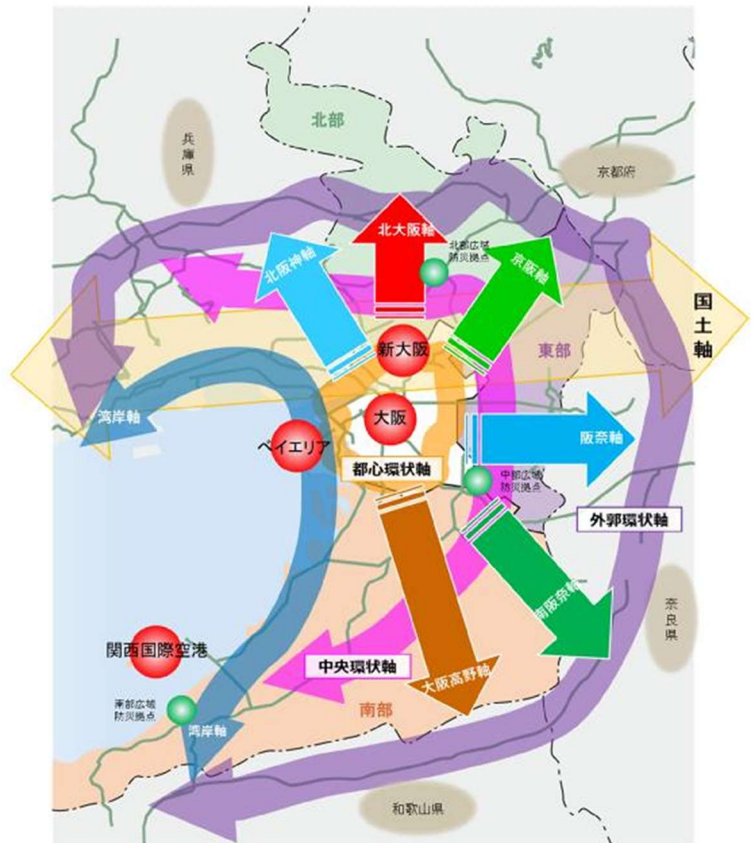 北部
兵庫県
京都府
北大阪軸
北部広域
防災拠点
北阪神軸
京阪軸
国土軸
新大阪
東部
湾岸軸
大阪
ベイエリア
阪奈軸
都心環状軸
中部広域
防災拠点
外郭環状軸
南阪奈軸
奈良県
関西国際空港
中央環状軸
大阪高野軸
南部広域
防災拠点
南部
湾岸軸
和歌山県